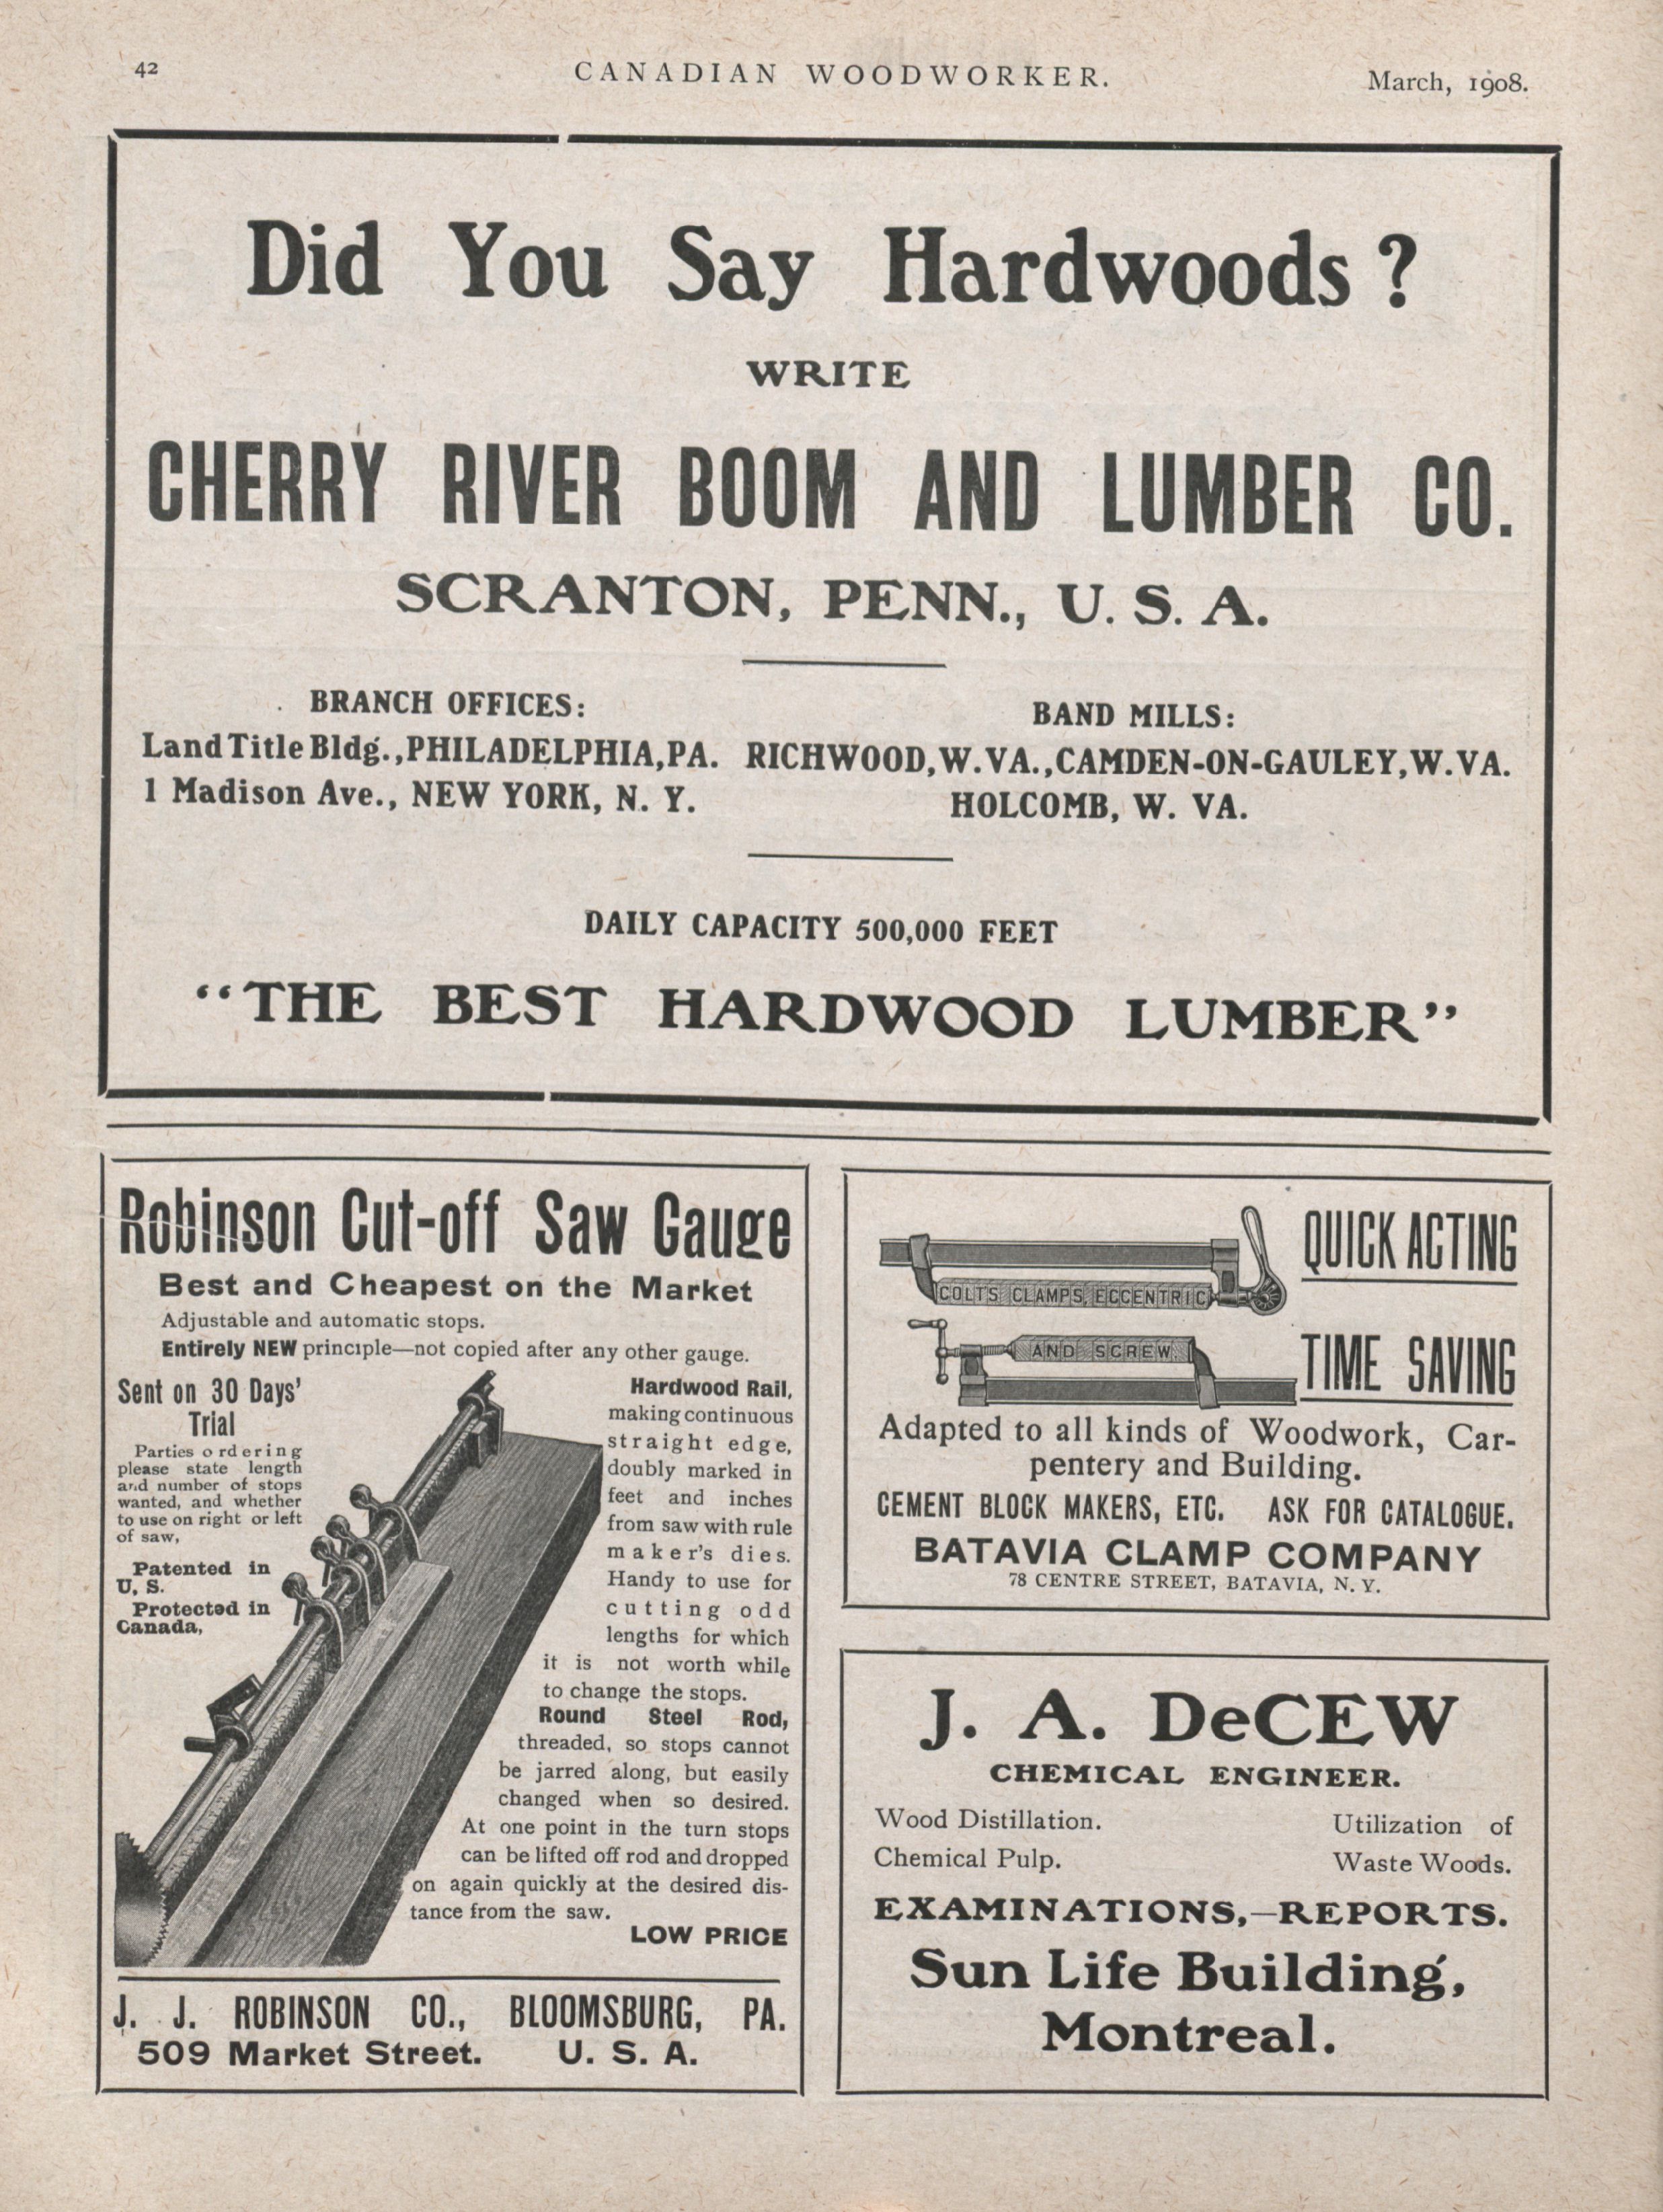 42
CANADIAN WOODWORKER.
March, 1908.
Did You Say Hardwoods ?
WRITE
CHERRY RIVER BOOM AND LUMBER CO.
SCRANTON, PENN., U. S. A.
BRANCH OFFICES:
Land Title Bldg., PHILADELPHIA, PA.
1 Madison Ave., NEW YORK, N. Y.
BAND MILLS:
RICHWOOD, W. VA., CAMDEN-ON-GAULEY, W. VA.
HOLCOMB, W. VA.
DAILY CAPACITY 500,000 FEET
“THE BEST HARDWOOD LUMBER”
Robinson Cut-off Saw Gauge
Best and Cheapest on the Market
Adjustable and automatic stops.
Entirely NEW principle—not copied after any other gauge.
Sent on 30 Days’
Trial
Parties ordering
please state length
and number of stops
wanted, and whether
to use on right or left
of saw,
Patented in
U. S.
Protected in
Canada,
Hardwood Rail,
making continuous
straight edge,
doubly marked in
feet and inches
from saw with rule
maker's dies.
Handy to use for
cutting odd
lengths for which
it is not worth while
to change the stops.
Round Steel Rod,
threaded, so stops cannot
be jarred along, but easily
changed when so desired.
At one point in the turn stops
can be lifted off rod and dropped
on again quickly at the desired dis-
tance from the saw.
LOW PRICE
J. J. ROBINSON CO., BLOOMSBURG, PA.
509 Market Street. U. S. A.
QUICK ACTING
COLTS CLAMPS, ECCENTRIC
AND SCREW.
TIME SAVING
Adapted to all kinds of Woodwork, Car-
pentery and Building.
CEMENT BLOCK MAKERS, ETC. ASK FOR CATALOGUE.
BATAVIA CLAMP COMPANY
78 CENTRE STREET, BATAVIA, N. Y.
J. A. DeCEW
CHEMICAL ENGINEER.
Wood Distillation.
Chemical Pulp.
Utilization of
Waste Woods.
EXAMINATIONS,—REPORTS.
Sun Life Building,
Montreal.